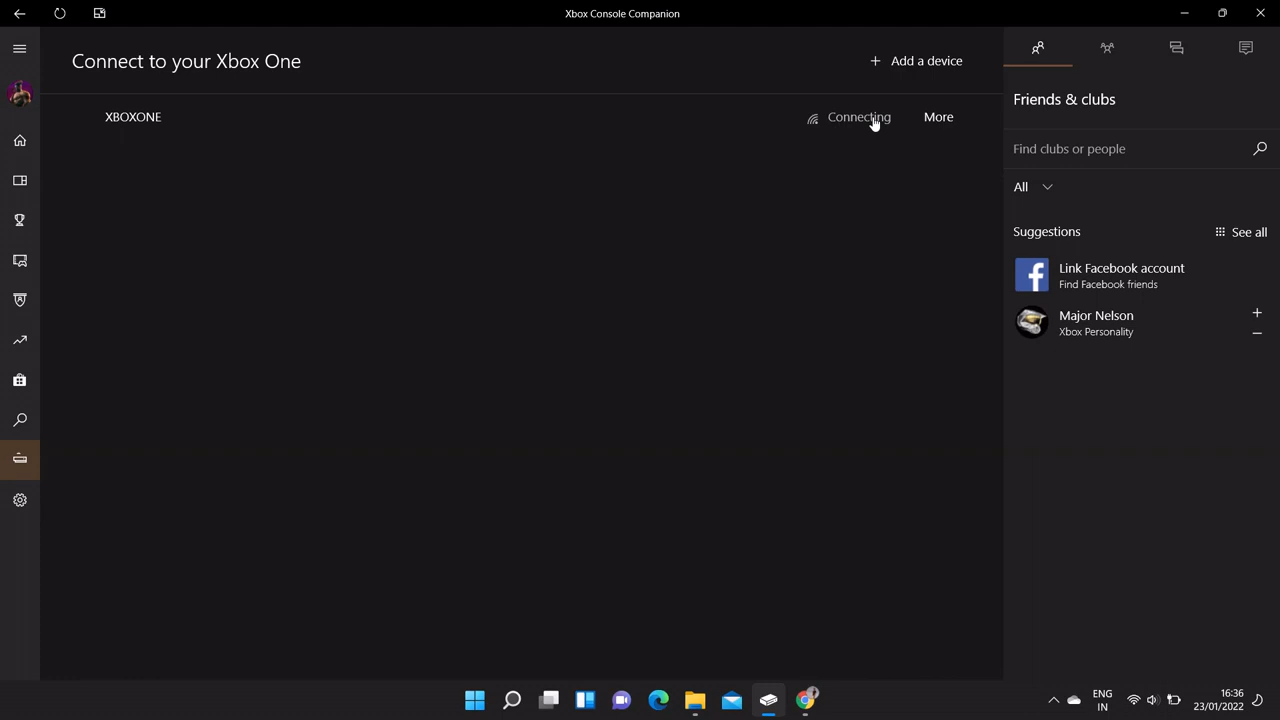 Xbox Console Companion
Connect to your Xbox One
Add a device
XBOXONE
Connecting
More
Friends & clubs
Find clubs or people
All
Suggestions
See all
Link Facebook account
Find Facebook friends
Major Nelson
Xbox Personality
ENG
IN
16:36
23/01/2022